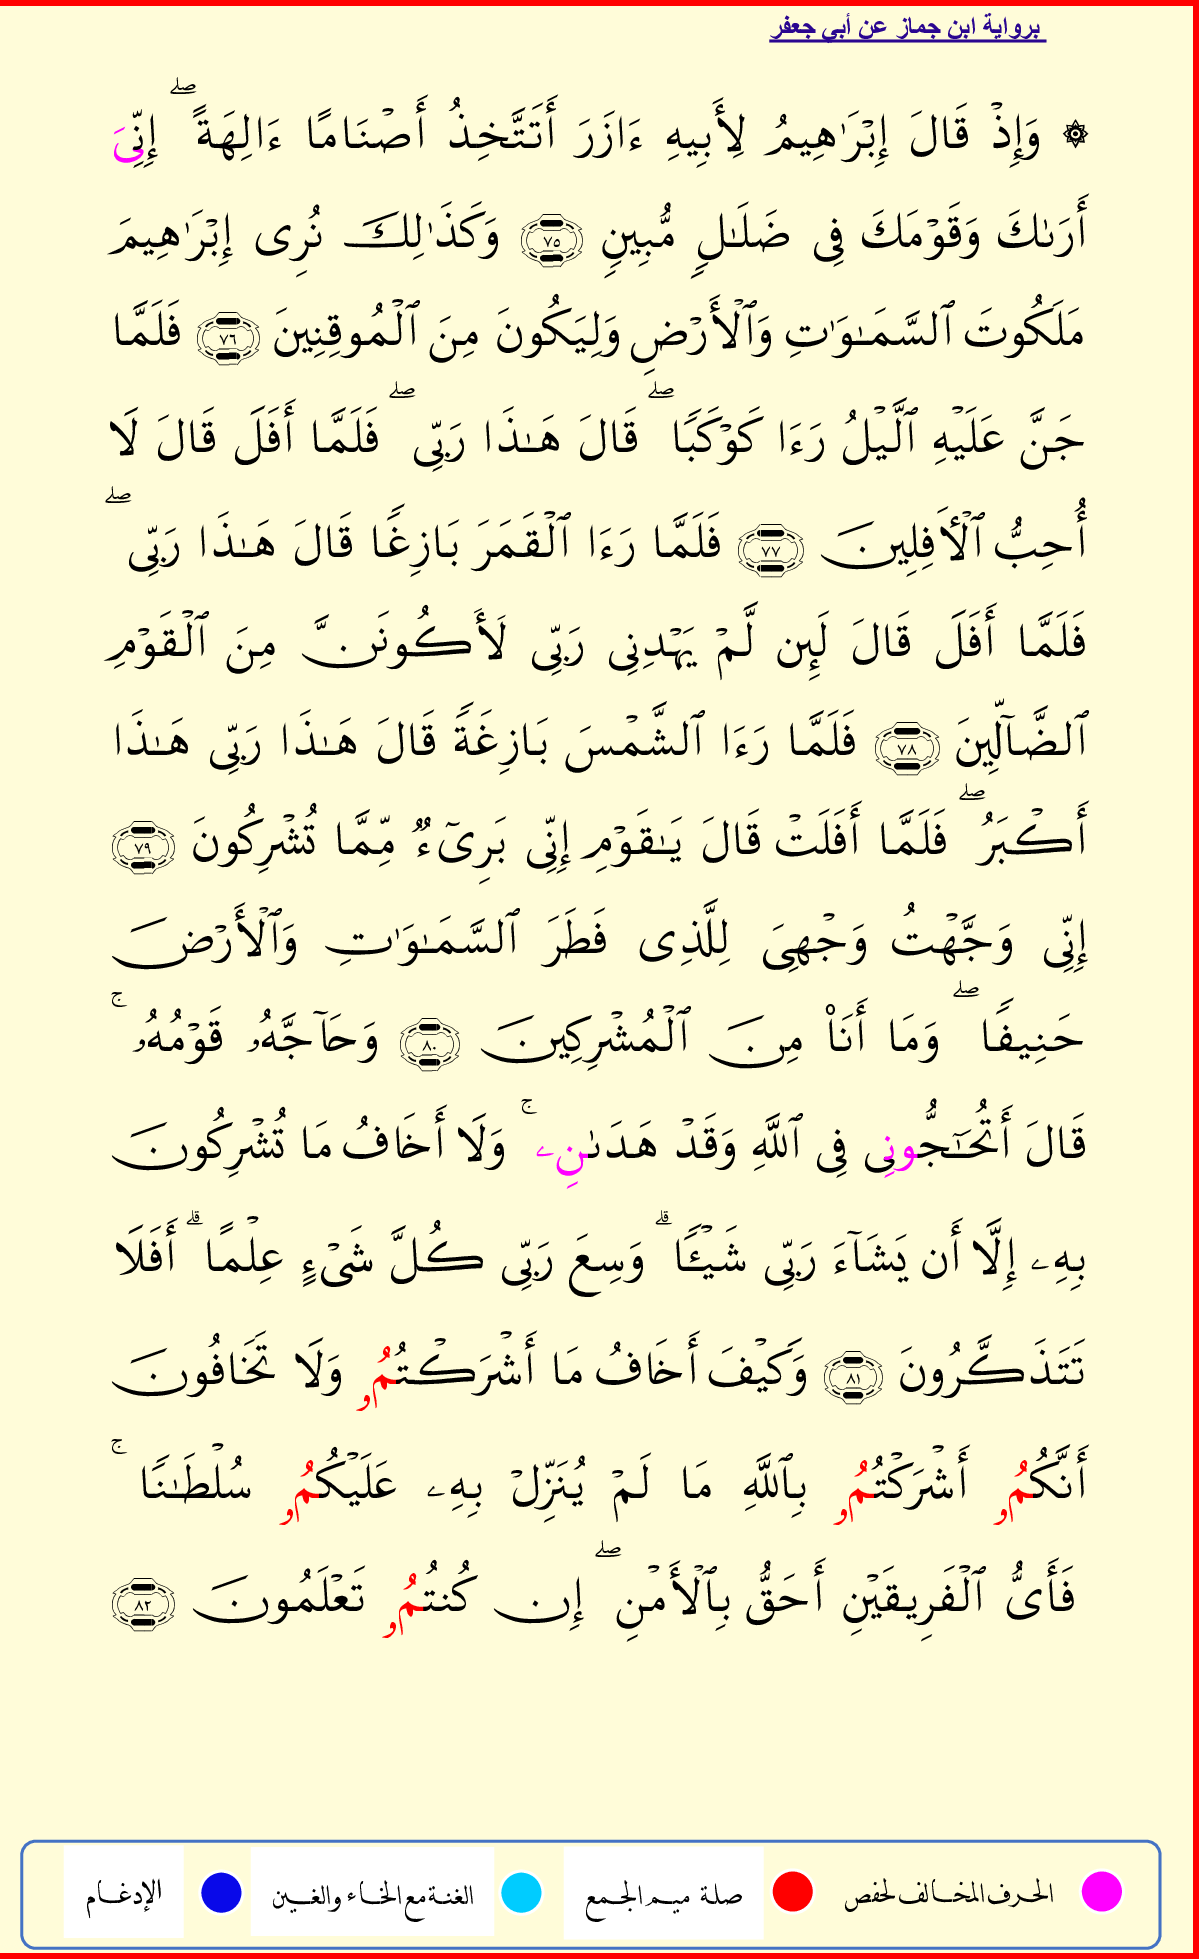 برواية ابن جماز عن أبي جعفر
۞ وَإِذْ قَالَ إِبْرَٰهِيمُ لِأَبِيهِ ءَازَرَ أَتَتَّخِذُ أَصْنَامًا ءَالِهَةً ۖ إِنِّىَ
أَرَىٰكَ وَقَوْمَكَ فِى ضَلَـٰلٍ مُّبِينٍ ٧٥ وَكَذَٰلِكَ نُرِى إِبْرَٰهِيمَ
مَلَكُوتَ ٱلسَّمَـٰوَٰتِ وَٱلْأَرْضِ وَلِيَكُونَ مِنَ ٱلْمُوقِنِينَ ٧٦ فَلَمَّا
جَنَّ عَلَيْهِ ٱلَّيْلُ رَءَا كَوْكَبًا ۖ قَالَ هَـٰذَا رَبِّى ۖ فَلَمَّا أَفَلَ قَالَ لَا
أُحِبُّ ٱلْأَفِلِينَ ٧٧ فَلَمَّا رَءَا ٱلْقَمَرَ بَازِغًا قَالَ هَـٰذَا رَبِّى ۖ
فَلَمَّا أَفَلَ قَالَ لَئِن لَّمْ يَهْدِنِى رَبِّى لَأَكُونَنَّ مِنَ ٱلْقَوْمِ
ٱلضَّآلِّينَ ٧٨ فَلَمَّا رَءَا ٱلشَّمْسَ بَازِغَةً قَالَ هَـٰذَا رَبِّى هَـٰذَا
أَكْبَرُ ۖ فَلَمَّا أَفَلَتْ قَالَ يَـٰقَوْمِ إِنِّى بَرِىٓءٌ مِّمَّا تُشْرِكُونَ ٧٩
إِنِّى وَجَّهْتُ وَجْهِىَ لِلَّذِى فَطَرَ ٱلسَّمَـٰوَٰتِ وَٱلْأَرْضَ
حَنِيفًا ۖ وَمَا أَنَا۠ مِنَ ٱلْمُشْرِكِينَ ٨٠ وَحَآجَّهُۥ قَوْمُهُۥ ۚ
قَالَ أَتُحَـٰٓجُّونِى فِى ٱللَّهِ وَقَدْ هَدَىٰنِۦ ۚ وَلَا أَخَافُ مَا تُشْرِكُونَ
بِهِۦ إِلَّا أَن يَشَآءَ رَبِّى شَيْـًٔا ۗ وَسِعَ رَبِّى كُلَّ شَىْءٍ عِلْمًا ۗ أَفَلَا
تَتَذَكَّرُونَ ٨١ وَكَيْفَ أَخَافُ مَا أَشْرَكْتُمُۥ وَلَا تَخَافُونَ
أَنَّكُمُۥ أَشْرَكْتُمُۥ بِٱللَّهِ مَا لَمْ يُنَزِّلْ بِهِۦ عَلَيْكُمُۥ سُلْطَـٰنًا ۚ
فَأَىُّ ٱلْفَرِيقَيْنِ أَحَقُّ بِٱلْأَمْنِ ۖ إِن كُنتُمُۥ تَعْلَمُونَ ٨٢
الحرف المخالف لحفص صلة ميم الجمع الغنة مع الخاء والغين الإدغام